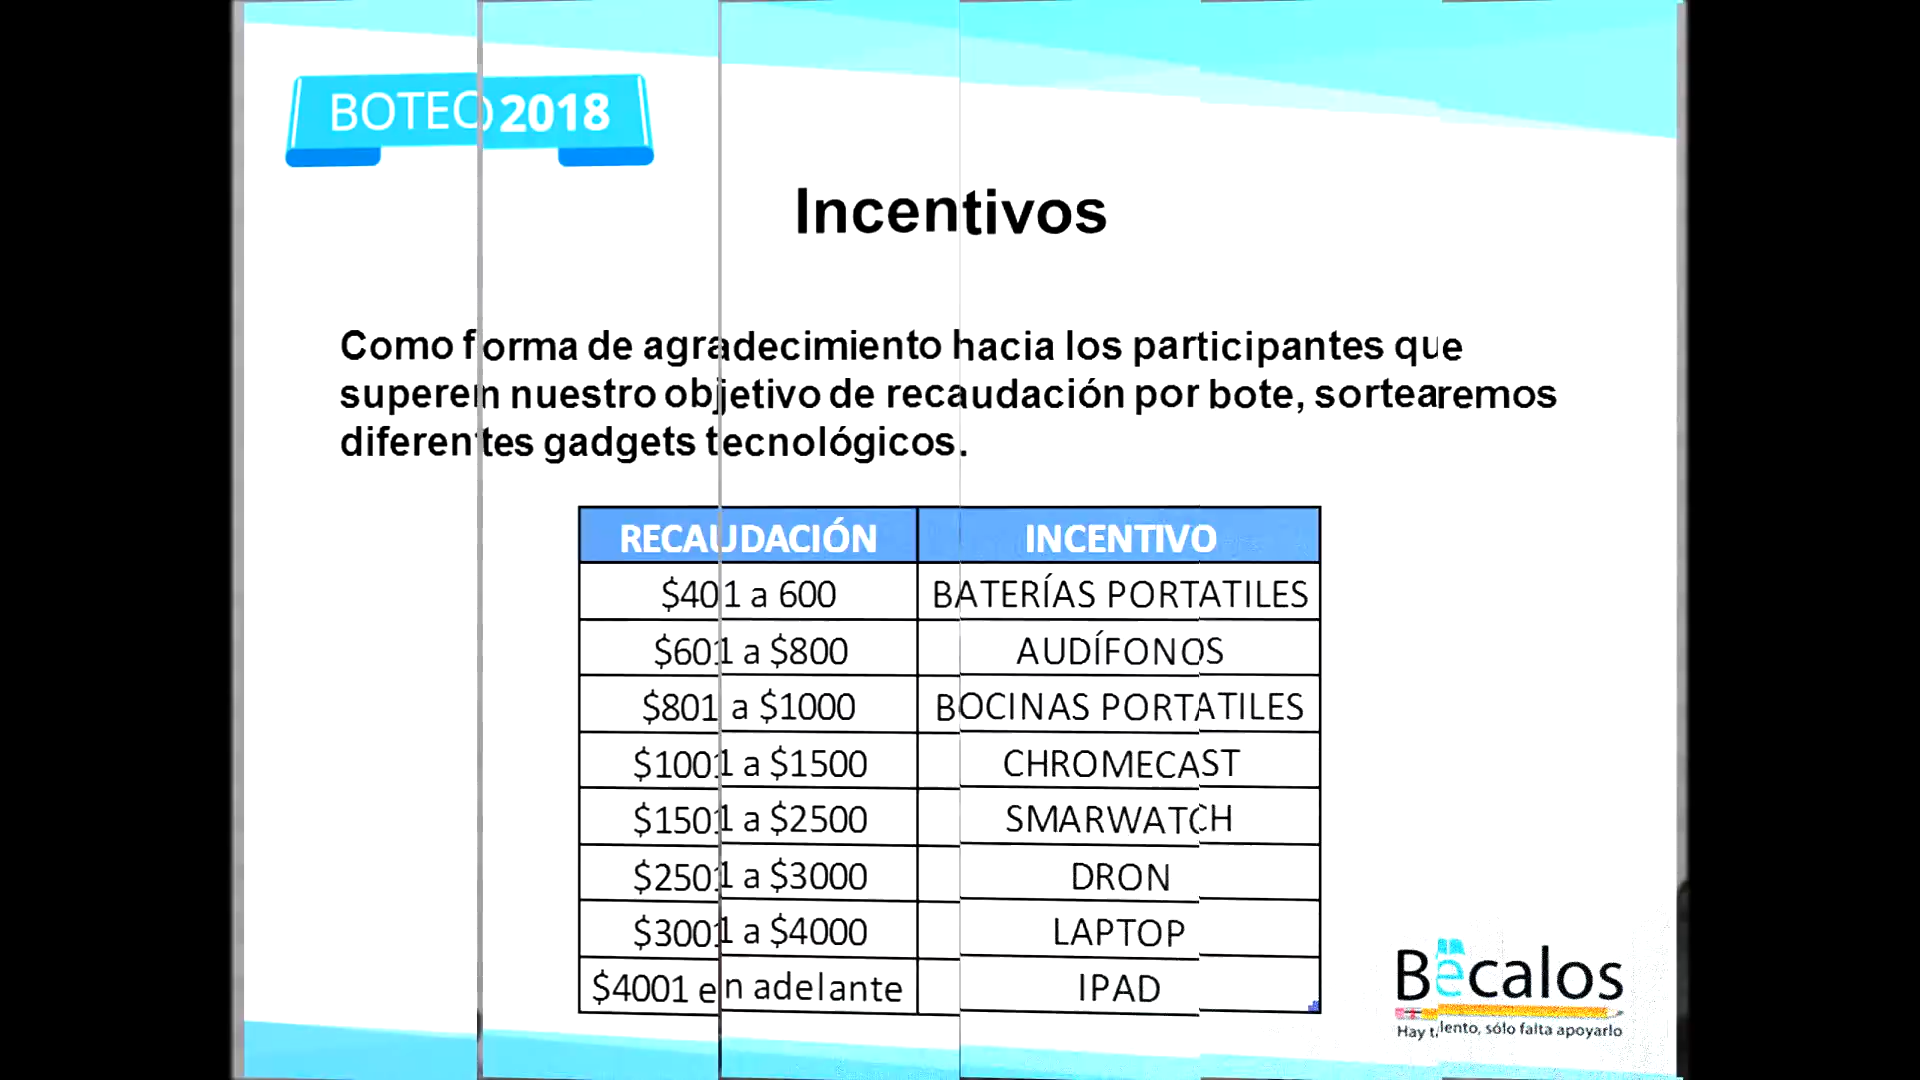 BOTEO 2018
Incentivos
Como forma de agradecimiento hacia los participantes que
superen nuestro objetivo de recaudación por bote, sortearemos
diferentes gadgets tecnológicos.
RECAUDACIÓN INCENTIVO
$401 a 600 BATERÍAS PORTATILES
$601 a $800 AUDÍFONOS
$801 a $1000 BOCINAS PORTATILES
$1001 a $1500 CHROMECAST
$1501 a $2500 SMARWATCH
$2501 a $3000 DRON
$3001 a $4000 LAPTOP
$4001 en adelante IPAD
Bécalos
Hay talento, sólo falta apoyarlo